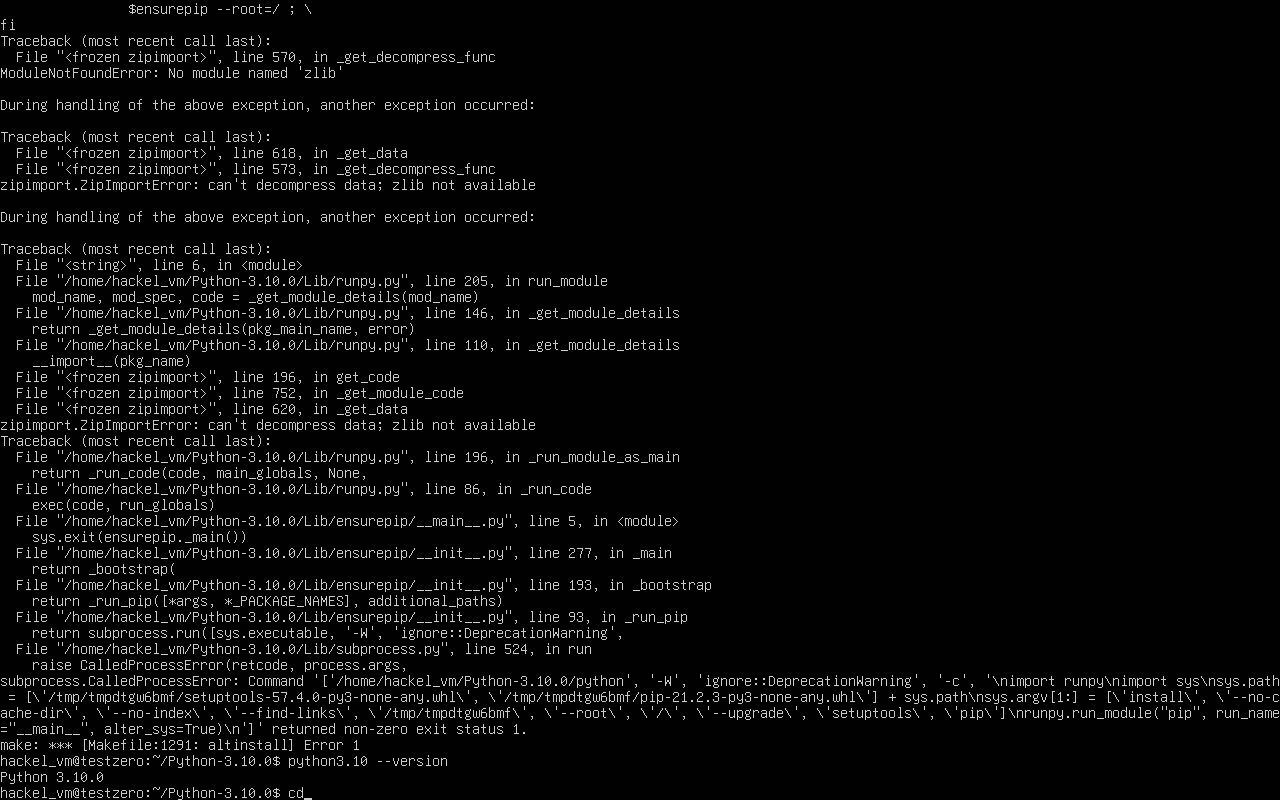 $ensurepip --root=/ ; \
fi
Traceback (most recent call last):
  File "<frozen zipimport>", line 570, in _get_decompress_func
ModuleNotFoundError: No module named 'zlib'

During handling of the above exception, another exception occurred:

Traceback (most recent call last):
  File "<frozen zipimport>", line 618, in _get_data
  File "<frozen zipimport>", line 573, in _get_decompress_func
zipimport.ZipImportError: can't decompress data; zlib not available

During handling of the above exception, another exception occurred:

Traceback (most recent call last):
  File "<string>", line 6, in <module>
  File "/home/hackel_vm/Python-3.10.0/Lib/runpy.py", line 205, in run_module
    mod_name, mod_spec, code = _get_module_details(mod_name)
  File "/home/hackel_vm/Python-3.10.0/Lib/runpy.py", line 146, in _get_module_details
    return _get_module_details(pkg_main_name, error)
  File "/home/hackel_vm/Python-3.10.0/Lib/runpy.py", line 110, in _get_module_details
    __import__(pkg_name)
  File "<frozen zipimport>", line 196, in get_code
  File "<frozen zipimport>", line 752, in _get_module_code
  File "<frozen zipimport>", line 620, in _get_data
zipimport.ZipImportError: can't decompress data; zlib not available
Traceback (most recent call last):
  File "/home/hackel_vm/Python-3.10.0/Lib/runpy.py", line 196, in _run_module_as_main
    return _run_code(code, main_globals, None,
  File "/home/hackel_vm/Python-3.10.0/Lib/runpy.py", line 86, in _run_code
    exec(code, run_globals)
  File "/home/hackel_vm/Python-3.10.0/Lib/ensurepip/__main__.py", line 5, in <module>
    sys.exit(ensurepip._main())
  File "/home/hackel_vm/Python-3.10.0/Lib/ensurepip/__init__.py", line 277, in _main
    return _bootstrap(
  File "/home/hackel_vm/Python-3.10.0/Lib/ensurepip/__init__.py", line 193, in _bootstrap
    return _run_pip([*args, *_PACKAGE_NAMES], additional_paths)
  File "/home/hackel_vm/Python-3.10.0/Lib/ensurepip/__init__.py", line 93, in _run_pip
    return subprocess.run([sys.executable, '-W', 'ignore::DeprecationWarning',
  File "/home/hackel_vm/Python-3.10.0/Lib/subprocess.py", line 524, in run
    raise CalledProcessError(retcode, process.args,
subprocess.CalledProcessError: Command '['/home/hackel_vm/Python-3.10.0/python', '-W', 'ignore::DeprecationWarning', '-c', '\nimport runpy\nimport sys\nsys.path
 = [\'/tmp/tmpdtgw6bmf/setuptools-57.4.0-py3-none-any.whl\', \'/tmp/tmpdtgw6bmf/pip-21.2.3-py3-none-any.whl\'] + sys.path\nsys.argv[1:] = [\'install\', \'--no-c
ache-dir\', \'--no-index\', \'--find-links\', \'/tmp/tmpdtgw6bmf\', \'--root\', \'/\', \'--upgrade\', \'setuptools\', \'pip\']\nrunpy.run_module("pip", run_name
="__main__", alter_sys=True)\n']' returned non-zero exit status 1.
make: *** [Makefile:1291: altinstall] Error 1
hackel_vm@testzero:~/Python-3.10.0$ python3.10 --version
Python 3.10.0
hackel_vm@testzero:~/Python-3.10.0$ cd_